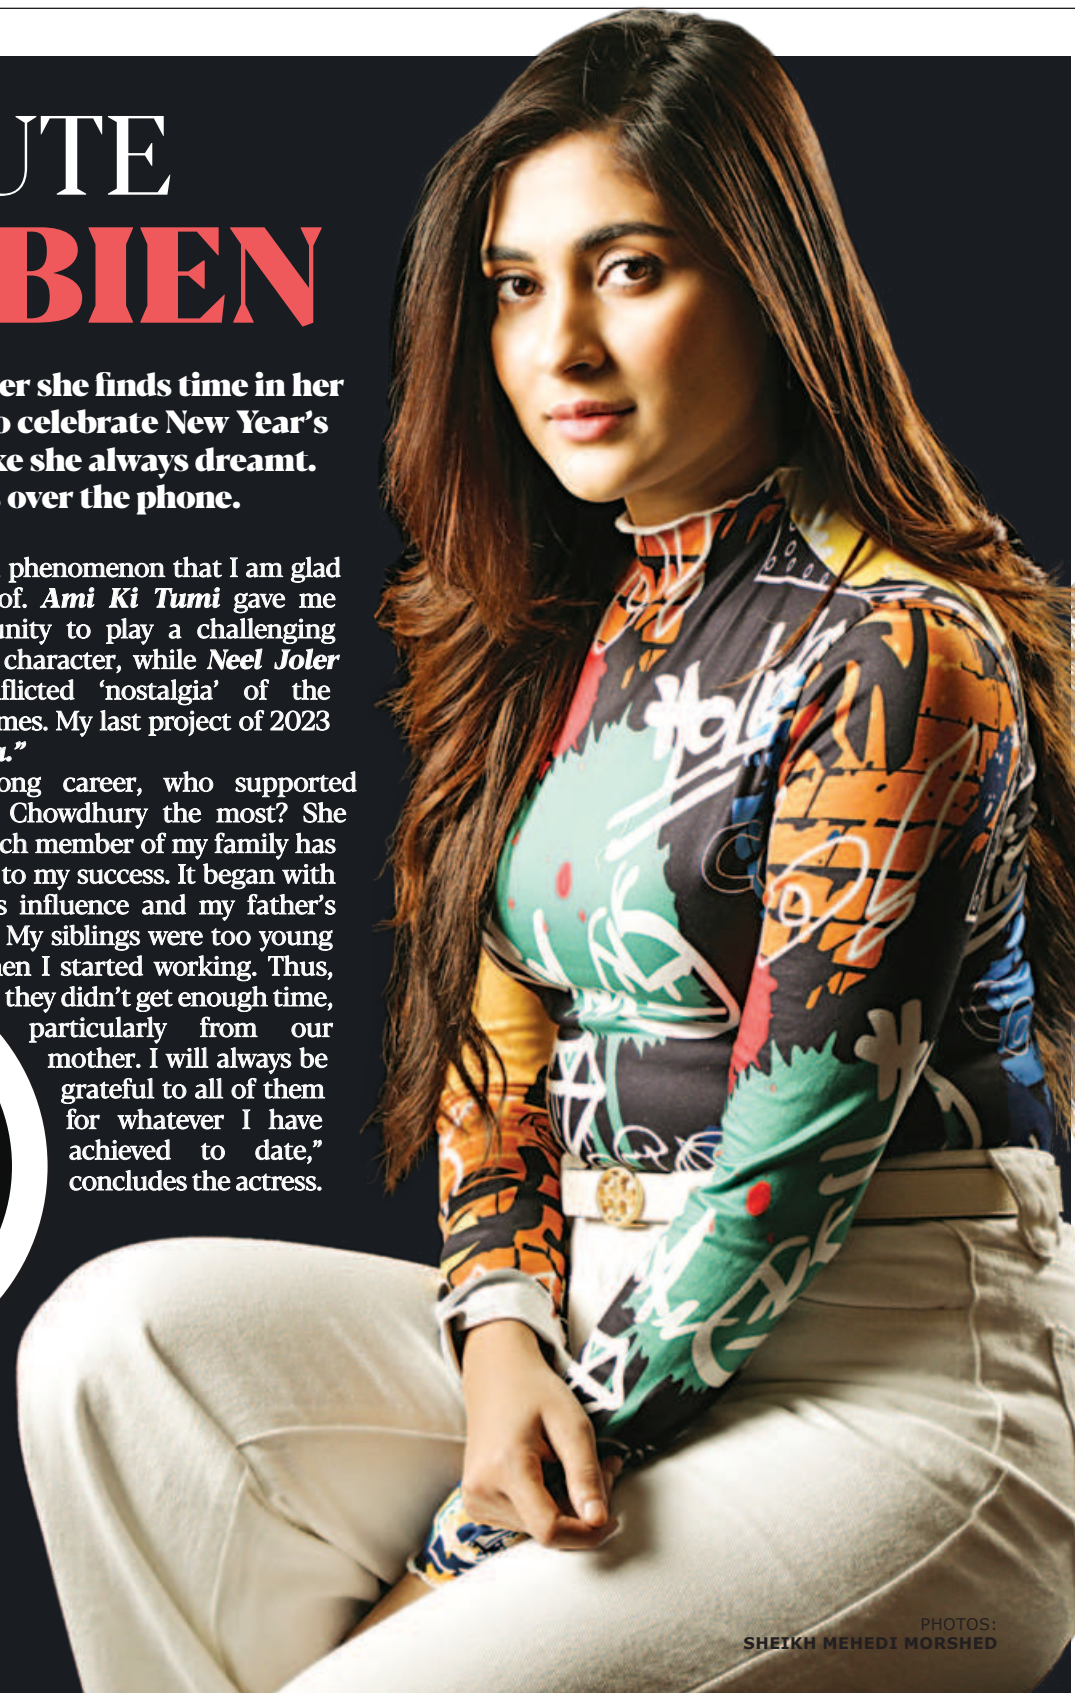 UTE
BIEN
er she finds time in her
o celebrate New Year's
ke she always dreamt.
over the phone.
phenomenon that I am glad
of. Ami Ki Tumi gave me
unity to play a challenging
character, while Neel Joler
flicted 'nostalgia' of the
mes. My last project of 2023
a."
ong career, who supported
Chowdhury the most? She
ch member of my family has
to my success. It began with
s influence and my father's
My siblings were too young
en I started working. Thus,
they didn't get enough time,
particularly from our
mother. I will always be
grateful to all of them
for whatever I have
achieved to date,"
concludes the actress.
PHOTOS:
SHEIKH MEHEDI MORSHED